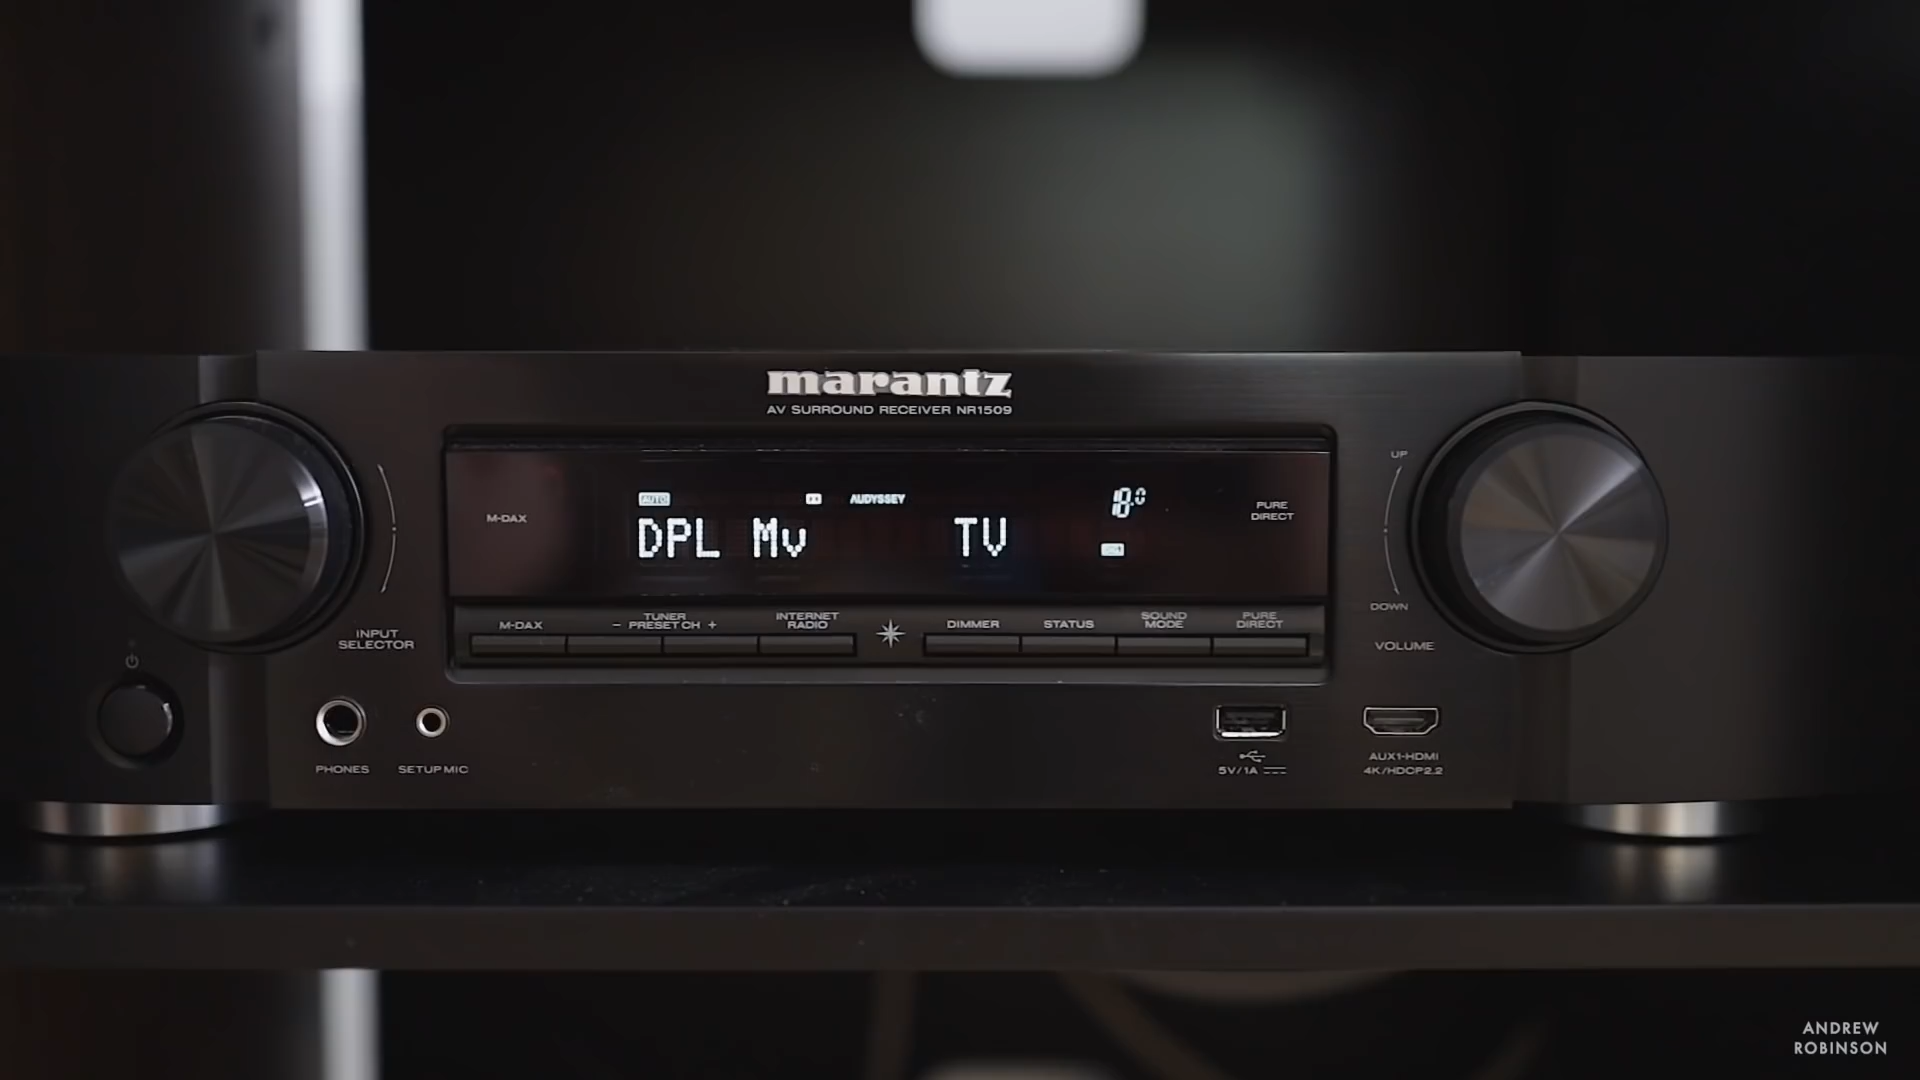 marantz
AV SURROUND RECEIVER NR1509
UP
M-DAX
AUTO
AUDYSSEY
18.0
PURE
DIRECT
DPL Mv TV
DOWN
M-DAX
TUNER
- PRESET CH +
INTERNET
RADIO
DIMMER
STATUS
SOUND
MODE
PURE
DIRECT
INPUT
SELECTOR
VOLUME
PHONES
SETUP MIC
5V/1A
AUX1-HDMI
4K/HDCP2.2
ANDREW
ROBINSON